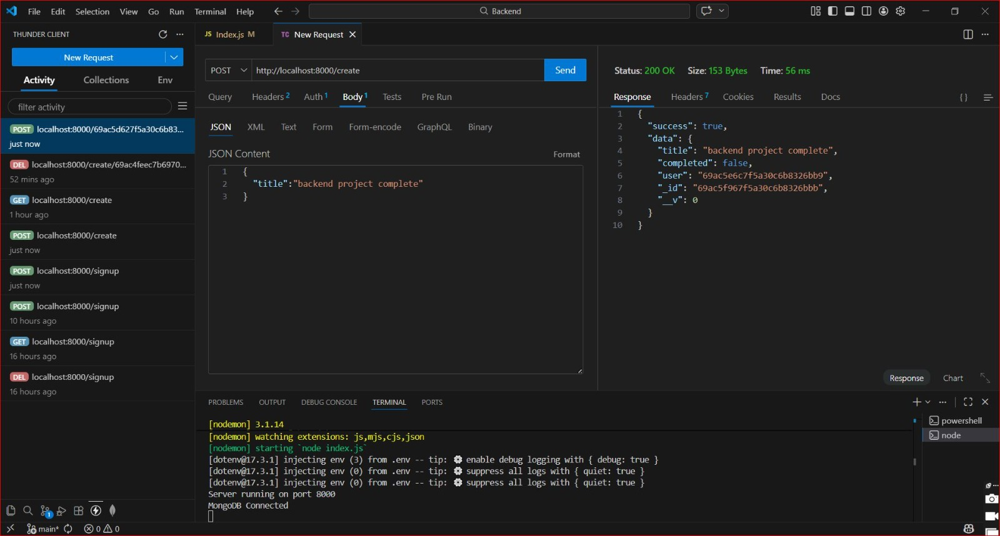 File Edit Selection View Go Run Terminal Help
Backend
THUNDER CLIENT
New Request
Activity Collections Env
filter activity
POST localhost:8000/69ac5d627f5a30c6b83...
just now
DEL localhost:8000/create/69ac4feec7b6970...
52 mins ago
GET localhost:8000/create
1 hour ago
POST localhost:8000/create
just now
POST localhost:8000/signup
just now
POST localhost:8000/signup
10 hours ago
GET localhost:8000/signup
16 hours ago
DEL localhost:8000/signup
16 hours ago
JS Index.js M
TC New Request
POST http://localhost:8000/create Send
Query Headers 2 Auth 1 Body 1 Tests Pre Run
JSON XML Text Form Form-encode GraphQL Binary
JSON Content Format
1 {
2 "title":"backend project complete"
3 }
Status: 200 OK Size: 153 Bytes Time: 56 ms
Response Headers 7 Cookies Results Docs { }
1 {
2 "success": true,
3 "data": {
4 "title": "backend project complete",
5 "completed": false,
6 "user": "69ac5e6c7f5a30c6b8326bb9",
7 "_id": "69ac5f967f5a30c6b8326bbb",
8 "__v": 0
9 }
10 }
Response Chart
PROBLEMS OUTPUT DEBUG CONSOLE TERMINAL PORTS
[nodemon] 3.1.14
[nodemon] watching extensions: js,mjs,cjs,json
[nodemon] starting `node index.js`
[dotenv@17.3.1] injecting env (3) from .env -- tip: ⚙️ enable debug logging with { debug: true }
[dotenv@17.3.1] injecting env (0) from .env -- tip: ⚙️ suppress all logs with { quiet: true }
[dotenv@17.3.1] injecting env (0) from .env -- tip: ⚙️ suppress all logs with { quiet: true }
Server running on port 8000
MongoDB Connected
powershell
node
1
main* 0 0